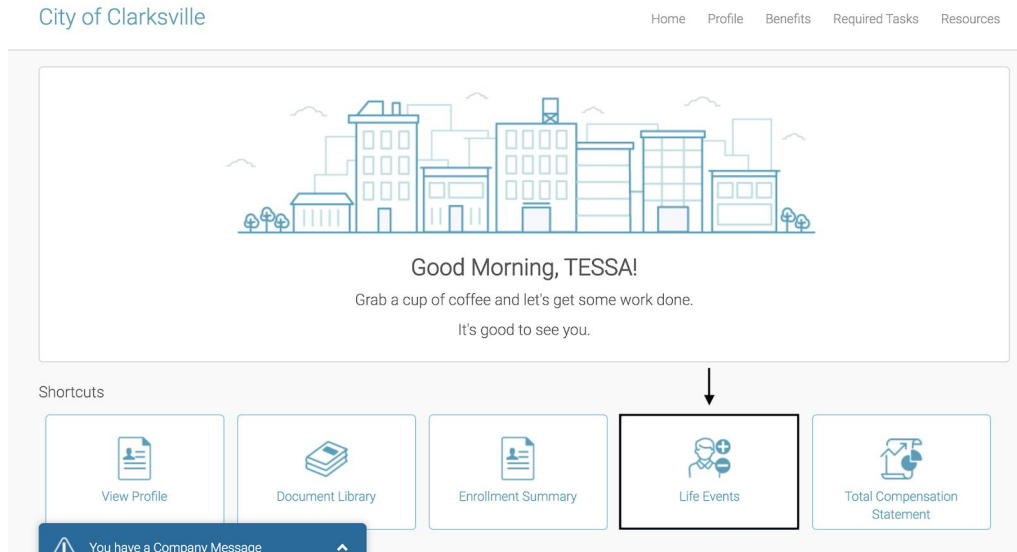 City of Clarksville
Home Profile Benefits Required Tasks Resources
Good Morning, TESSA!
Grab a cup of coffee and let's get some work done.
It's good to see you.
Shortcuts
View Profile
Document Library
Enrollment Summary
Life Events
Total Compensation
Statement
You have a Company Message